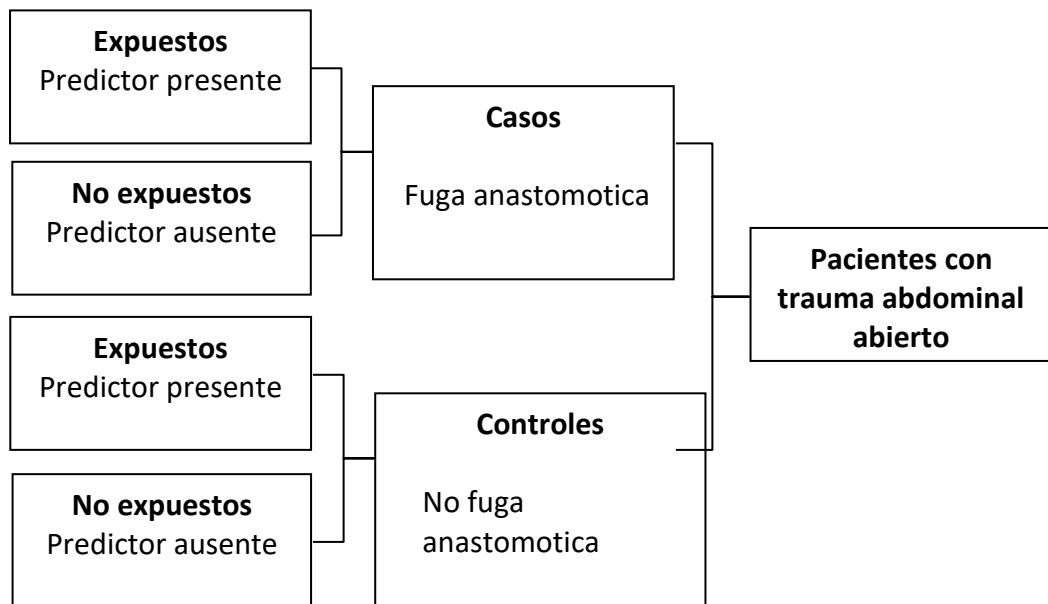 Expuestos
Predictor presente
No expuestos
Predictor ausente
Expuestos
Predictor presente
No expuestos
Predictor ausente
Casos
Fuga anastomotica
Controles
No fuga
anastomotica
Pacientes con
trauma abdominal
abierto